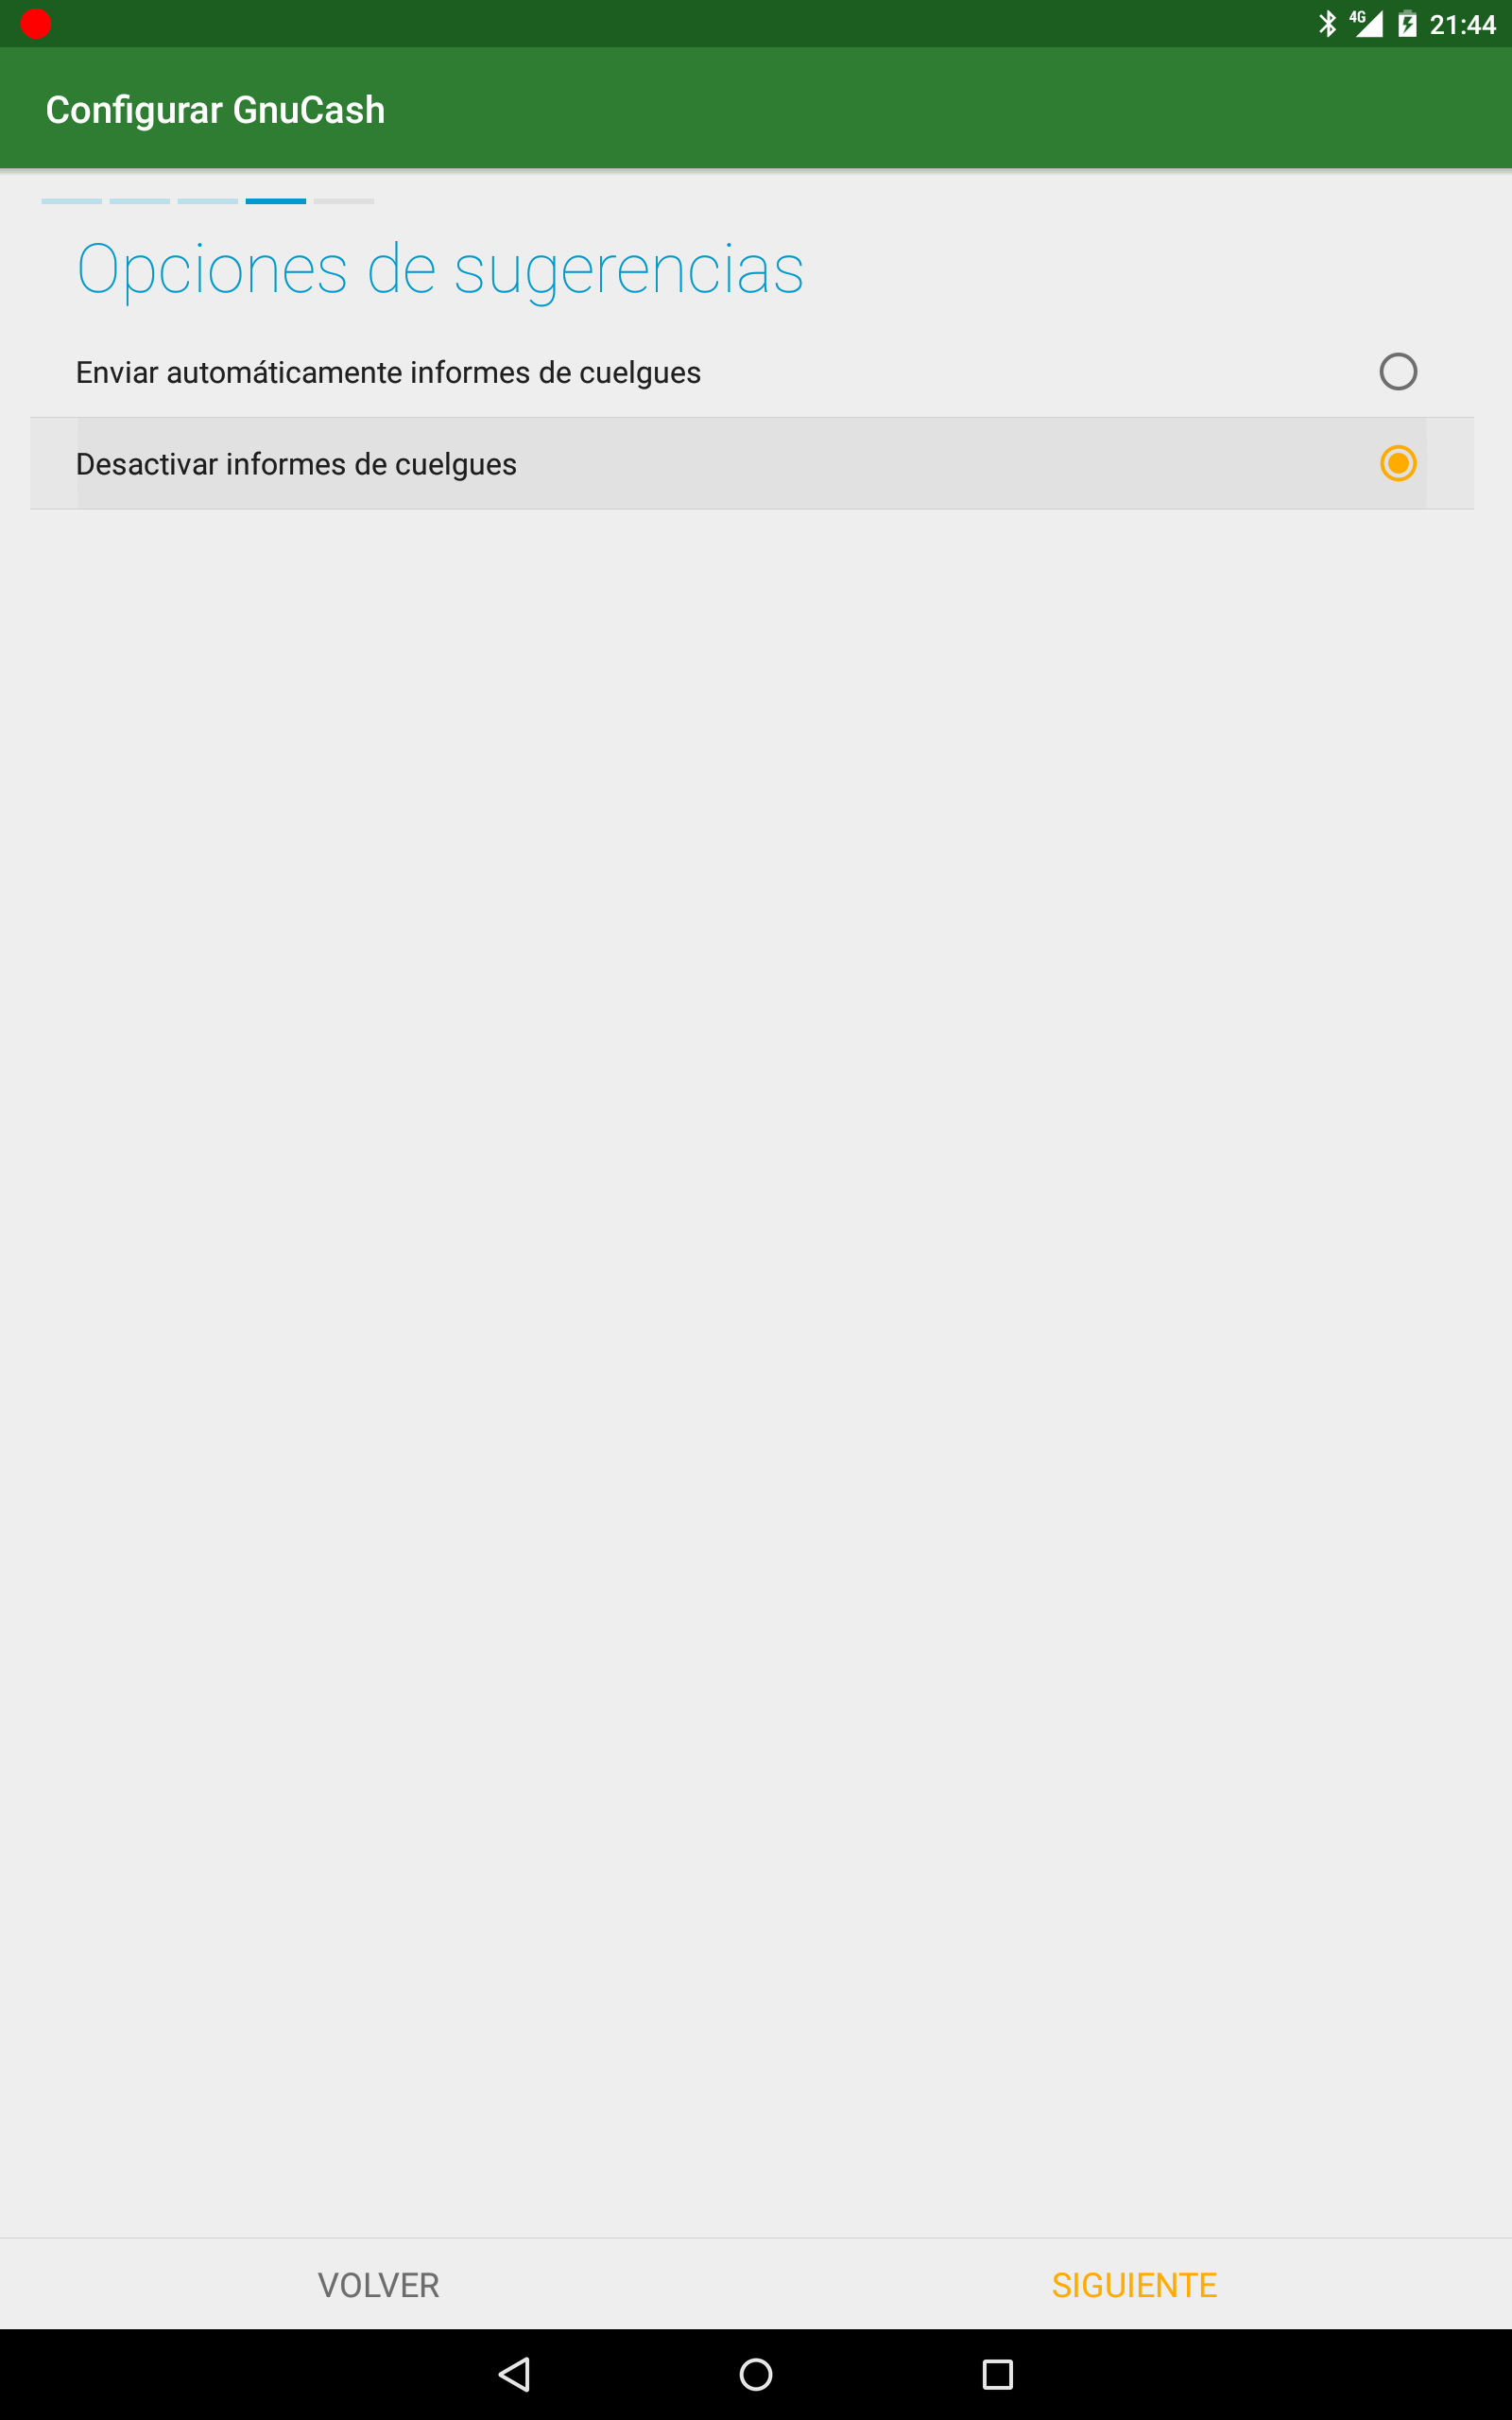 4G 21:44
Configurar GnuCash
Opciones de sugerencias
Enviar automáticamente informes de cuelgues
Desactivar informes de cuelgues
VOLVER SIGUIENTE